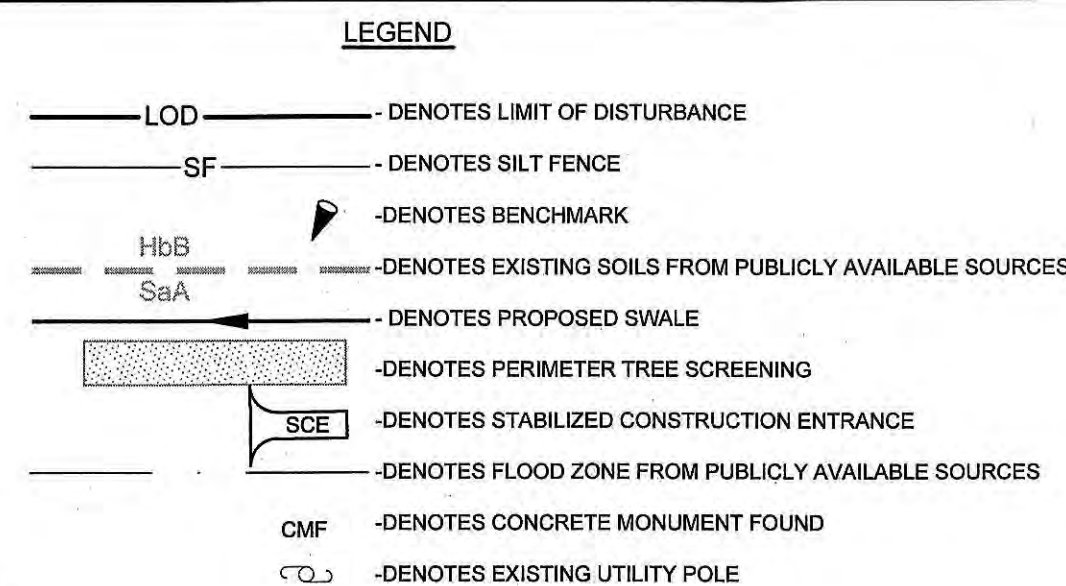 LEGEND
LOD - DENOTES LIMIT OF DISTURBANCE
SF - DENOTES SILT FENCE
-DENOTES BENCHMARK
HbB
-DENOTES EXISTING SOILS FROM PUBLICLY AVAILABLE SOURCES
SaA
- DENOTES PROPOSED SWALE
-DENOTES PERIMETER TREE SCREENING
SCE -DENOTES STABILIZED CONSTRUCTION ENTRANCE
-DENOTES FLOOD ZONE FROM PUBLICLY AVAILABLE SOURCES
CMF -DENOTES CONCRETE MONUMENT FOUND
-DENOTES EXISTING UTILITY POLE